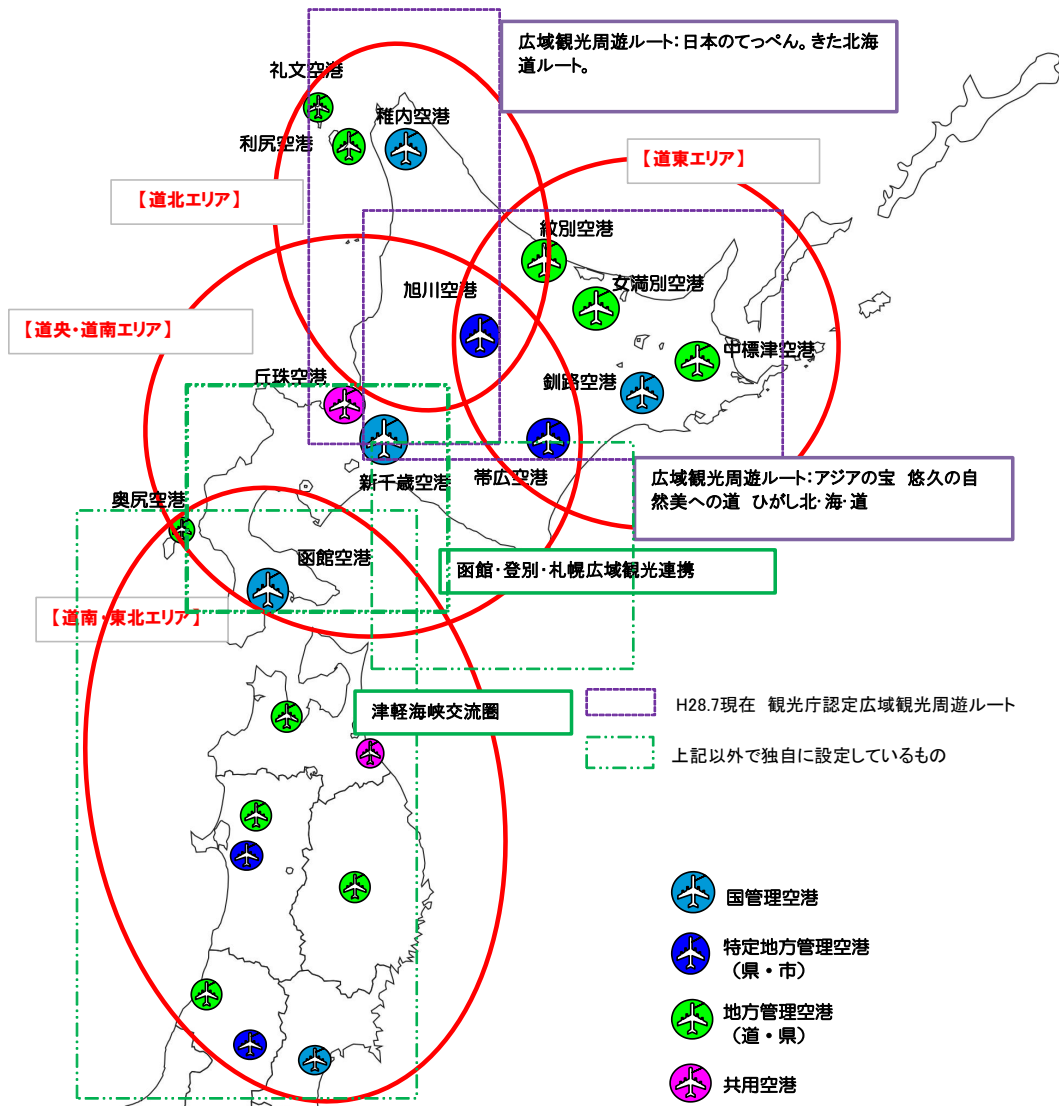 広域観光周遊ルート：日本のてっぺん。きた北海
道ルート。
礼文空港
稚内空港
利尻空港
【道東エリア】
【道北エリア】
紋別空港
旭川空港
女満別空港
【道央・道南エリア】
中標津空港
丘珠空港
釧路空港
新千歳空港
帯広空港
広域観光周遊ルート：アジアの宝　悠久の自
然美への道　ひがし北・海・道
奥尻空港
函館空港
函館・登別・札幌広域観光連携
【道南・東北エリア】
津軽海峡交流圏
H28.7現在　観光庁認定広域観光周遊ルート
上記以外で独自に設定しているもの
国管理空港
特定地方管理空港
（県・市）
地方管理空港
（道・県）
共用空港